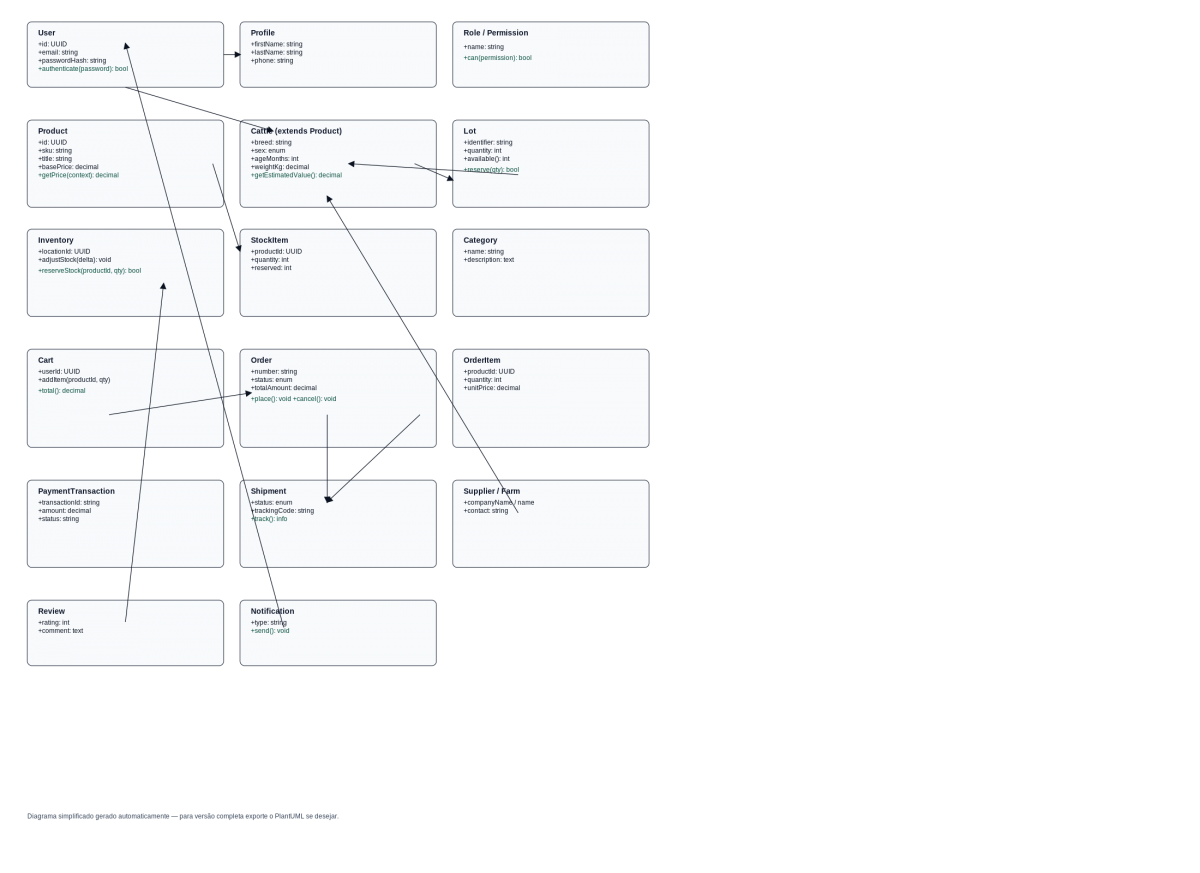 User
+id: UUID
+email: string
+passwordHash: string
+authenticate(password): bool
Profile
+firstName: string
+lastName: string
+phone: string
Role / Permission
+name: string
+can(permission): bool
Product
+id: UUID
+sku: string
+title: string
+basePrice: decimal
+getPrice(context): decimal
Cattle (extends Product)
+breed: string
+sex: enum
+ageMonths: int
+weightKg: decimal
+getEstimatedValue(): decimal
Lot
+identifier: string
+quantity: int
+available(): int
+reserve(qty): bool
Inventory
+locationId: UUID
+adjustStock(delta): void
+reserveStock(productId, qty): bool
StockItem
+productId: UUID
+quantity: int
+reserved: int
Category
+name: string
+description: text
Cart
+userId: UUID
+addItem(productId, qty)
+total(): decimal
Order
+number: string
+status: enum
+totalAmount: decimal
+place(): void +cancel(): void
OrderItem
+productId: UUID
+quantity: int
+unitPrice: decimal
PaymentTransaction
+transactionId: string
+amount: decimal
+status: string
Shipment
+status: enum
+trackingCode: string
+track(): info
Supplier / Farm
+companyName / name
+contact: string
Review
+rating: int
+comment: text
Notification
+type: string
+send(): void
Diagrama simplificado gerado automaticamente — para versão completa exporte o PlantUML se desejar.